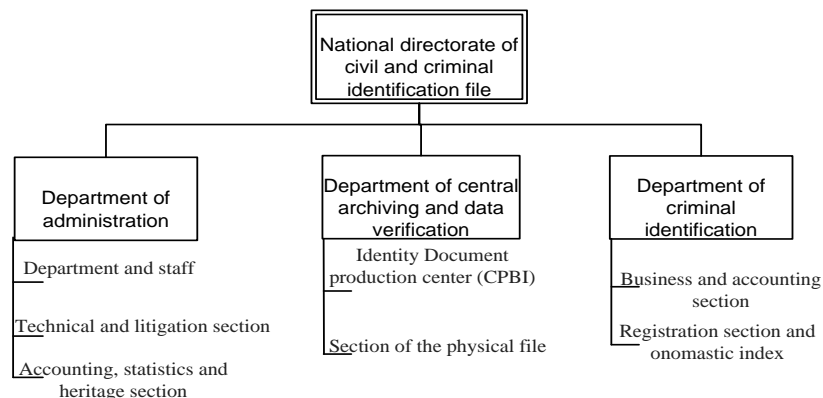 National directorate of
civil and criminal
identification file
Department of
administration
Department and staff
Technical and litigation section
Accounting, statistics and
heritage section
Department of central
archiving and data
verification
Identity Document
production center (CPBI)
Section of the physical file
Department of
criminal
identification
Business and accounting
section
Registration section and
onomastic index